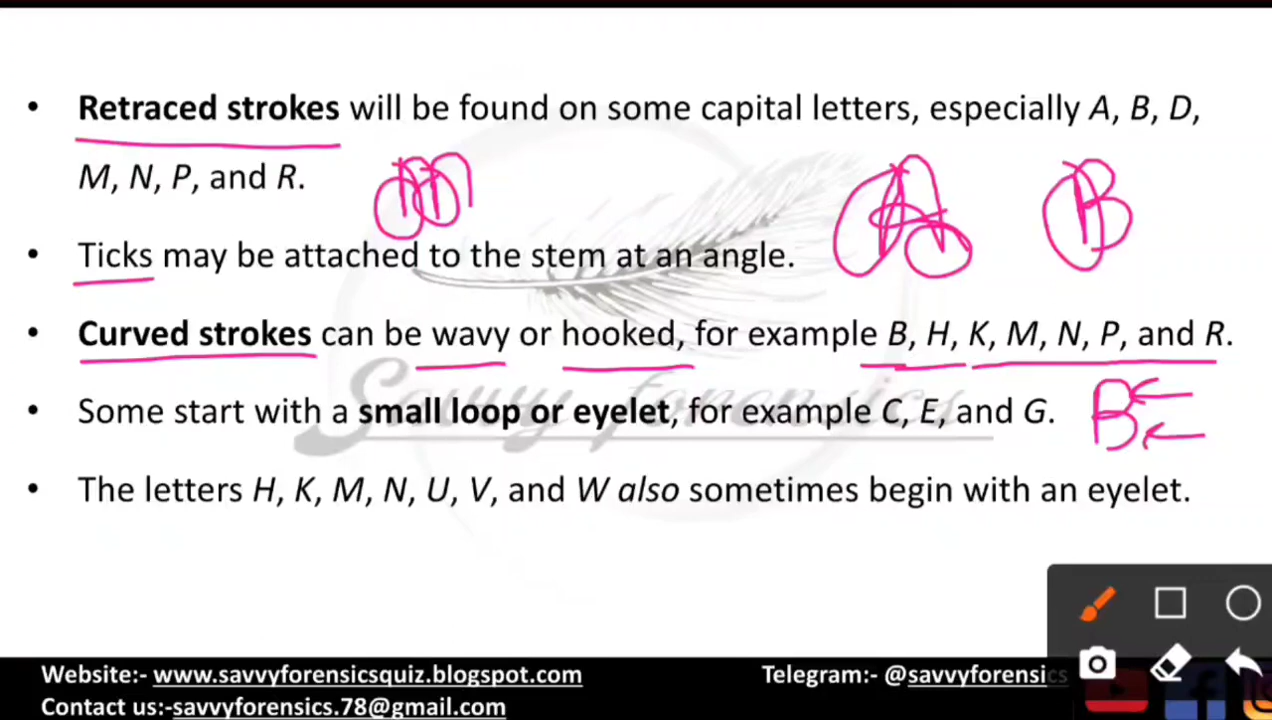 • Retraced strokes will be found on some capital letters, especially A, B, D,
M, N, P, and R.
m A B
• Ticks may be attached to the stem at an angle.
• Curved strokes can be wavy or hooked, for example B, H, K, M, N, P, and R.
• Some start with a small loop or eyelet, for example C, E, and G.
B
Savvy forensics
• The letters H, K, M, N, U, V, and W also sometimes begin with an eyelet.
Website:- www.savvyforensicsquiz.blogspot.com Telegram:- @savvyforensics
Contact us:-savvyforensics.78@gmail.com